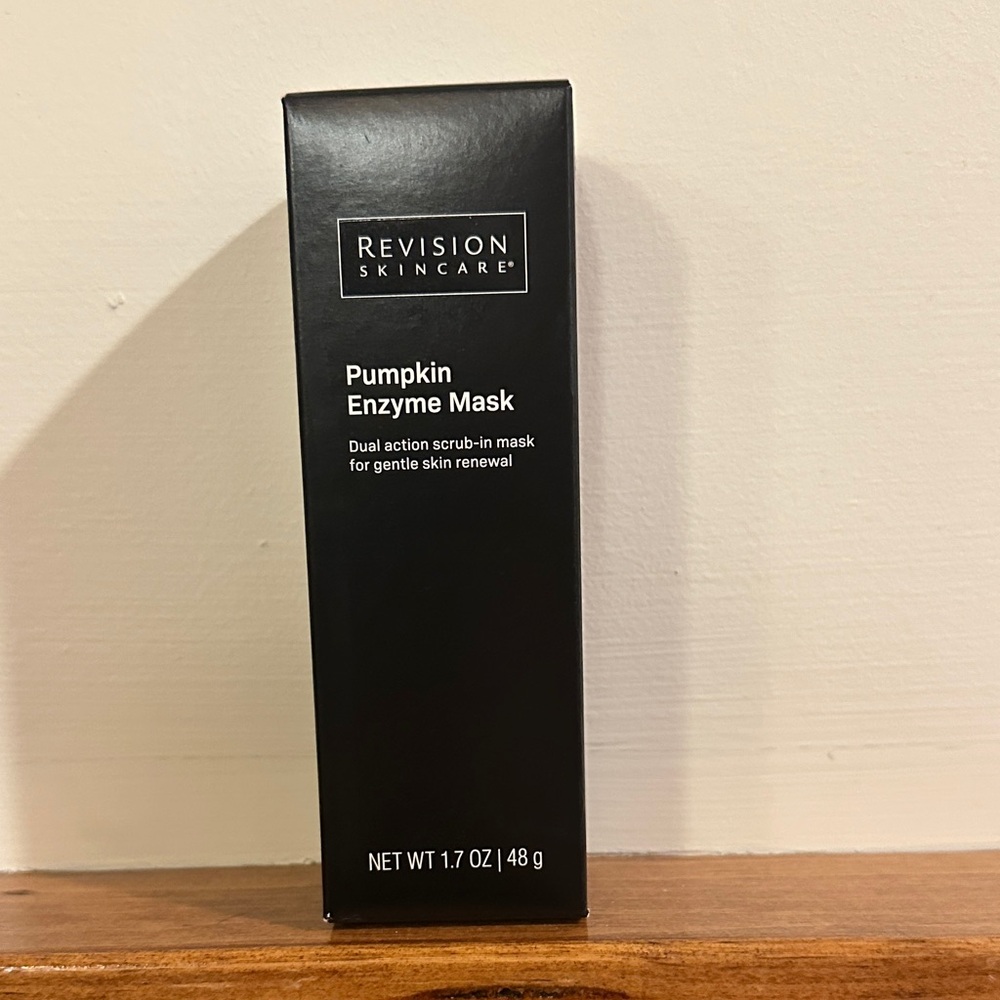 REVISION
SKINCARE®
Pumpkin
Enzyme Mask
Dual action scrub-in mask
for gentle skin renewal
NET WT 1.7 OZ | 48 g